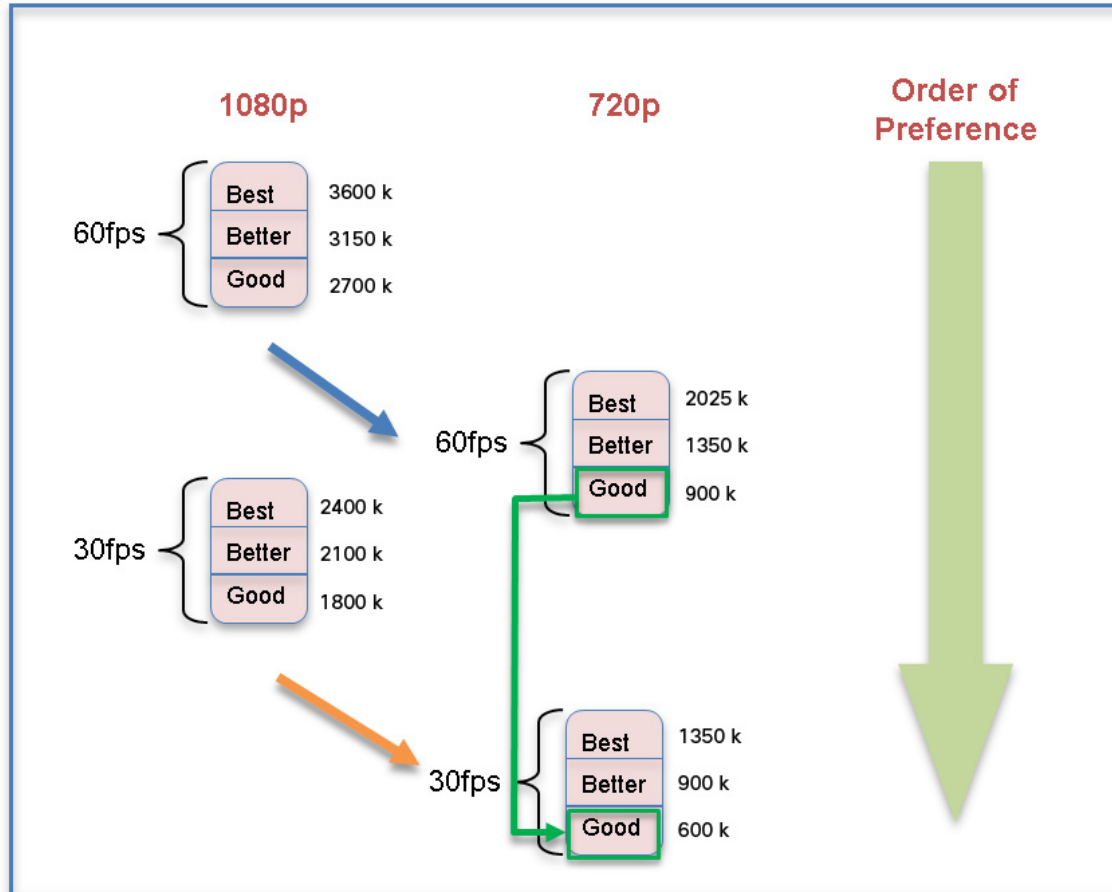 1080p
720p
Order of
Preference
60fps
Best
3600 k
Better
3150 k
Good
2700 k
60fps
Best
2025 k
Better
1350 k
Good
900 k
30fps
Best
2400 k
Better
2100 k
Good
1800 k
30fps
Best
1350 k
Better
900 k
Good
600 k